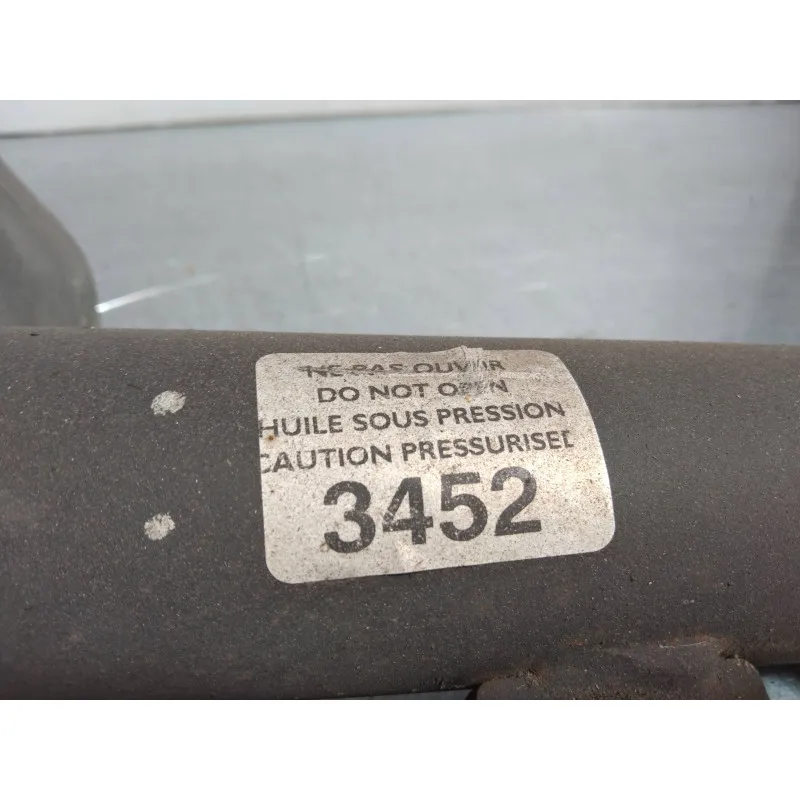 NE PAS OUVRIR
DO NOT OPEN
HUILE SOUS PRESSION
CAUTION PRESSURISED
3452